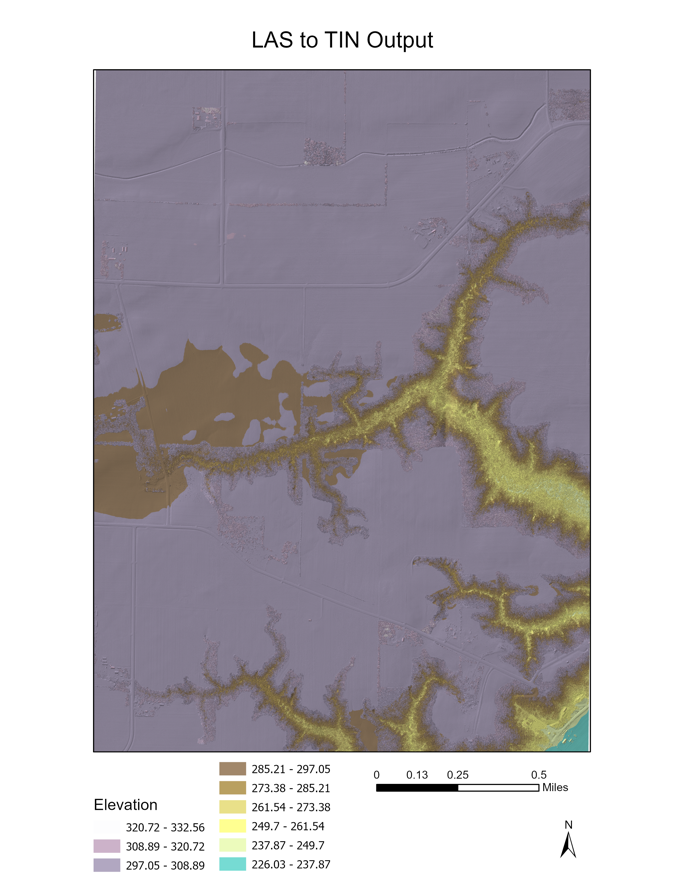 LAS to TIN Output
Elevation
320.72 - 332.56
308.89 - 320.72
297.05 - 308.89
285.21 - 297.05
273.38 - 285.21
261.54 - 273.38
249.7 - 261.54
237.87 - 249.7
226.03 - 237.87
0 0.13 0.25 0.5
Miles
N